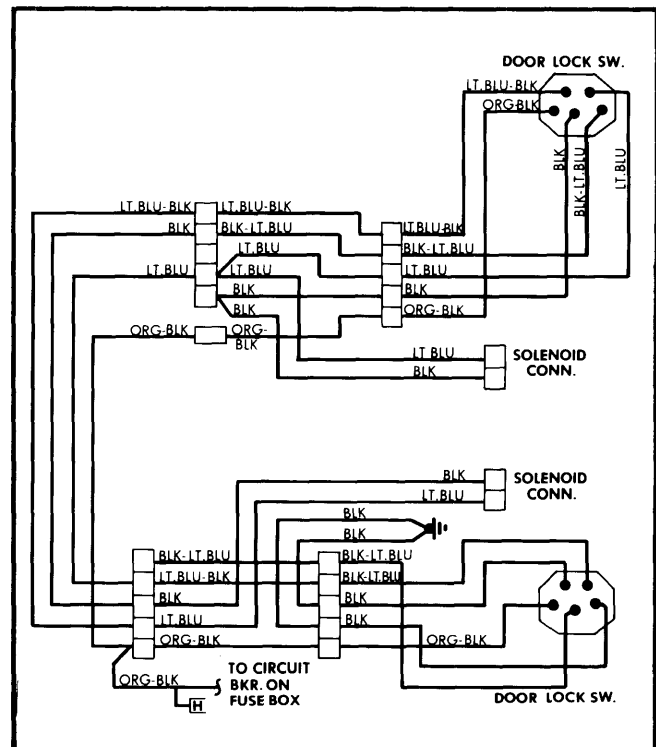 DOOR LOCK SW.
LT.BLU-BLK
ORG-BLK
BLK
BLK-LT.BLU
LT.BLU
LT.BLU-BLK LT.BLU-BLK
BLK BLK-LT.BLU
LT.BLU-BLK
LT.BLU
BLK-LT.BLU
LT.BLU LT.BLU
LT.BLU
BLK
BLK
ORG-BLK
ORG-BLK ORG-
BLK
LT.BLU
BLK
SOLENOID
CONN.
BLK
LT.BLU
SOLENOID
CONN.
BLK
BLK
BLK-LT.BLU BLK-LT.BLU
LT.BLU-BLK BLK-LT.BLU
BLK BLK
LT.BLU BLK
ORG-BLK ORG-BLK
TO CIRCUIT
BKR. ON
FUSE BOX
ORG-BLK
H
DOOR LOCK SW.